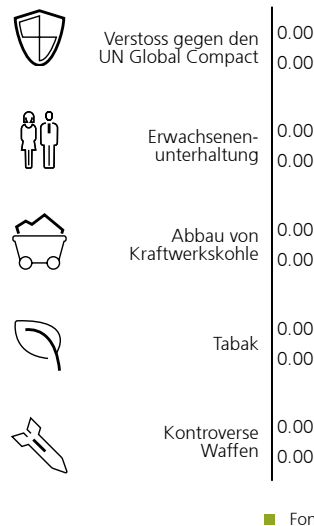 Verstoss gegen den
UN Global Compact
0.00
0.00
Erwachsenen-
unterhaltung
0.00
0.00
Abbau von
Kraftwerkskohle
0.00
0.00
Tabak
0.00
0.00
Kontroverse
Waffen
0.00
0.00